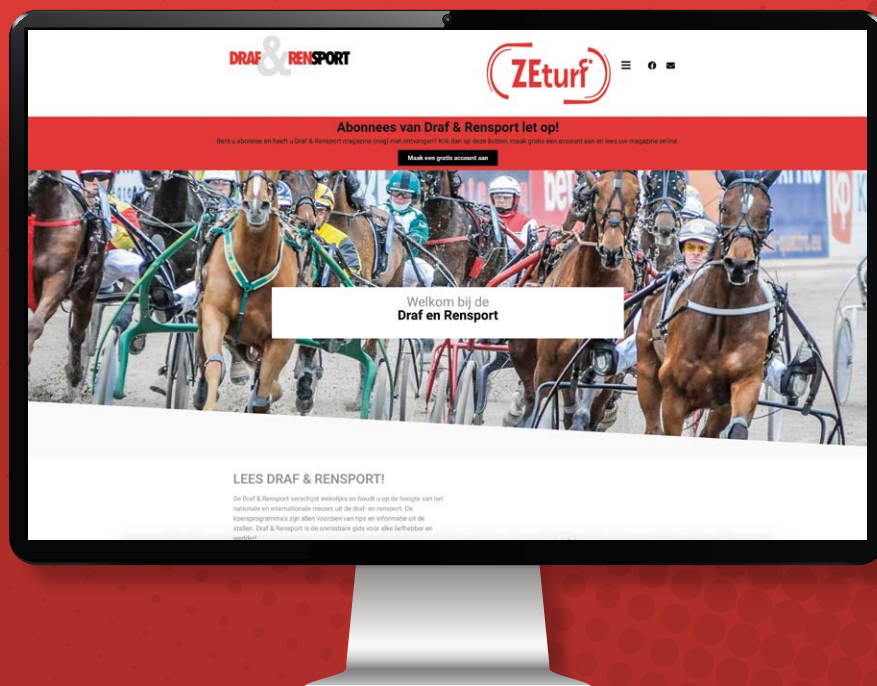 DRAF & RENSPORT
ZEturf
Abonnees van Draf & Rensport let op!
Bent u abonnee en heeft u Draf & Rensport magazine (nog) niet ontvangen? Klik dan op deze button, maak gratis een account aan en lees uw magazine online.
Maak een gratis account aan
Welkom bij de
Draf en Rensport
LEES DRAF & RENSPORT!
De Draf & Rensport verschijnt wekelijks en houdt u op de hoogte van het
nationale en internationale nieuws uit de draf- en rensport. De
koersprogramma's zijn allen voorzien van tips en informatie uit de
stallen. Draf & Rensport is de onmisbare gids voor elke liefhebber en
wedder!